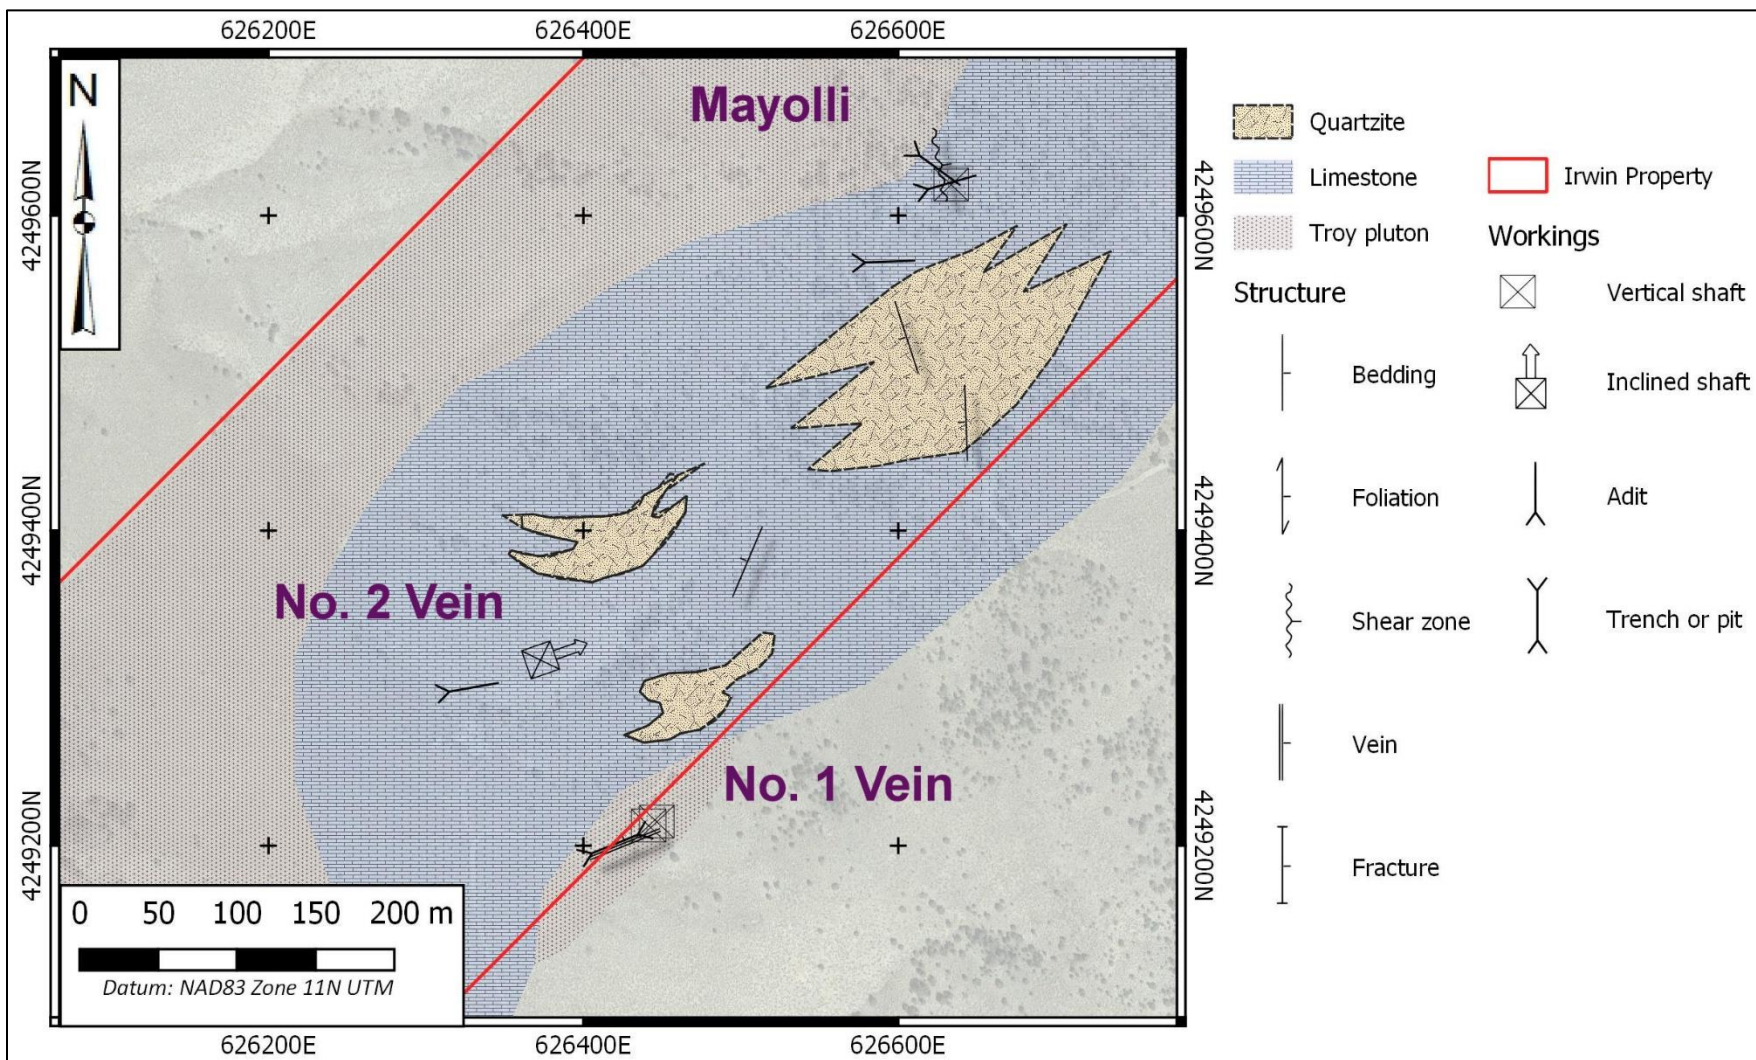 626200E 626400E 626600E
N
Mayolli
4249600N
4249600N
4249400N
4249400N
No. 2 Vein
No. 1 Vein
4249200N
4249200N
0 50 100 150 200 m
Datum: NAD83 Zone 11N UTM
626200E 626400E 626600E
Quartzite
Limestone
Troy pluton
Irwin Property
Structure
Bedding
Foliation
Shear zone
Vein
Fracture
Workings
Vertical shaft
Inclined shaft
Adit
Trench or pit